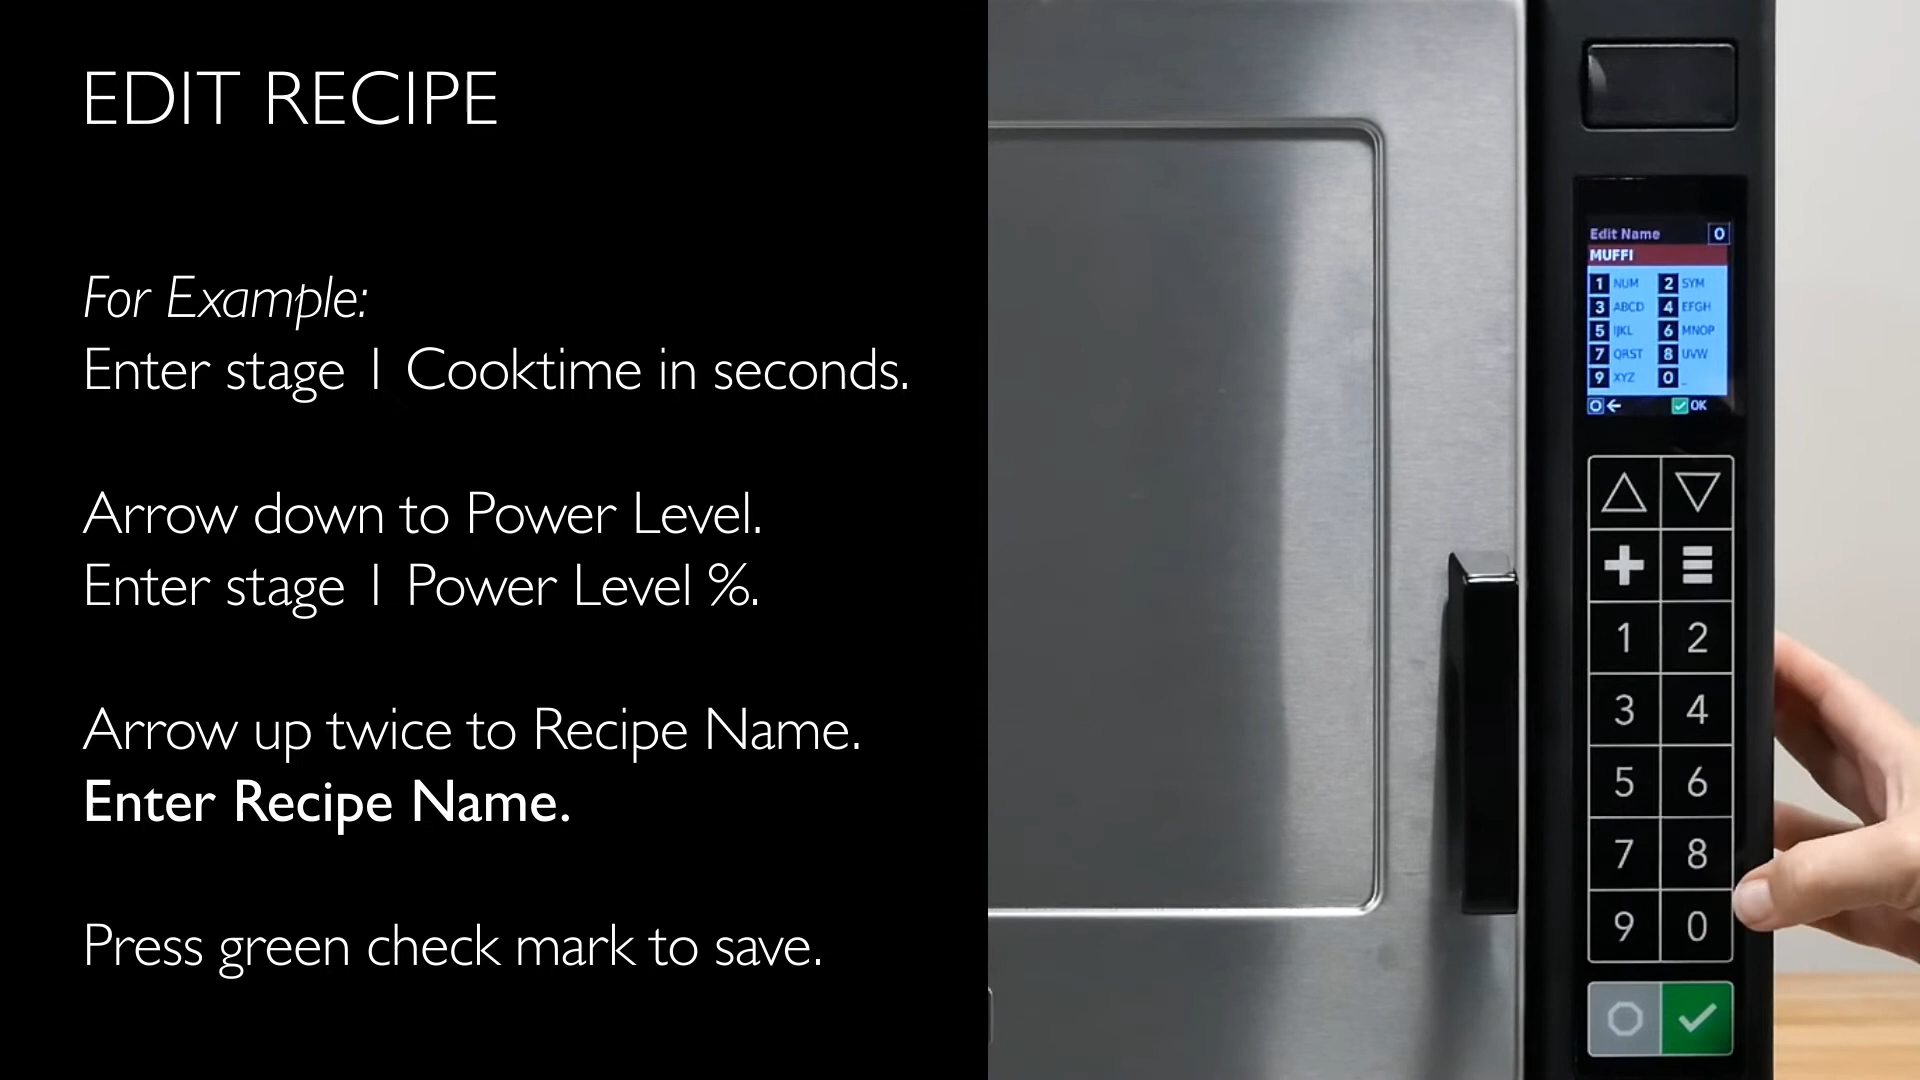 EDIT RECIPE
For Example:
Enter stage 1 Cooktime in seconds.
Arrow down to Power Level.
Enter stage 1 Power Level %.
Arrow up twice to Recipe Name.
Enter Recipe Name.
Press green check mark to save.
Edit Name 0
MUFFI
1 NUM 2 SYM
3 ABCD 4 EFGH
5 IJKL 6 MNOP
7 QRST 8 UVW
9 XYZ 0 _
OK
1 2
3 4
5 6
7 8
9 0